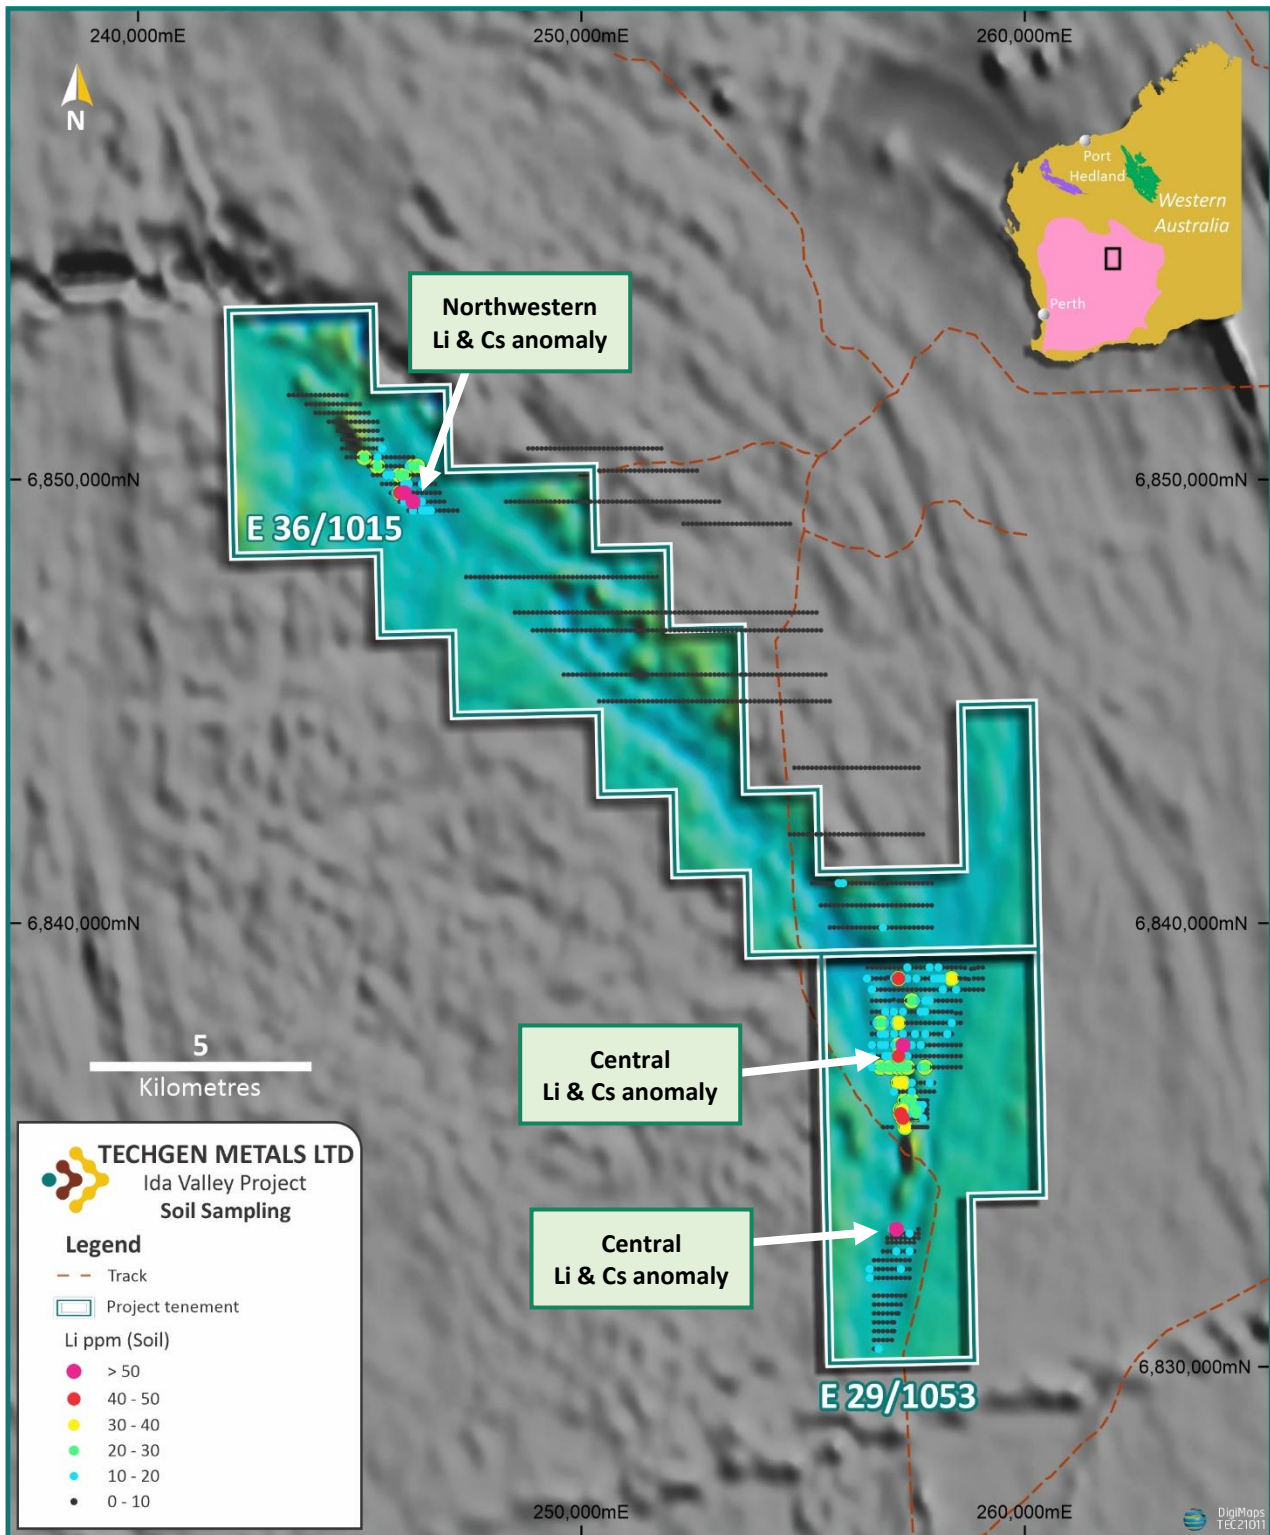 240,000mE
250,000mE
260,000mE
N
Port
Hedland
Western
Australia
Perth
Northwestern
Li & Cs anomaly
6,850,000mN
6,850,000mN
E 36/1015
6,840,000mN
6,840,000mN
5
Kilometres
Central
Li & Cs anomaly
Central
Li & Cs anomaly
TECHGEN METALS LTD
Ida Valley Project
Soil Sampling
Legend
Track
Project tenement
Li ppm (Soil)
> 50
40 - 50
30 - 40
20 - 30
10 - 20
0 - 10
6,830,000mN
E 29/1053
250,000mE
260,000mE
DigiMaps
TEC21011